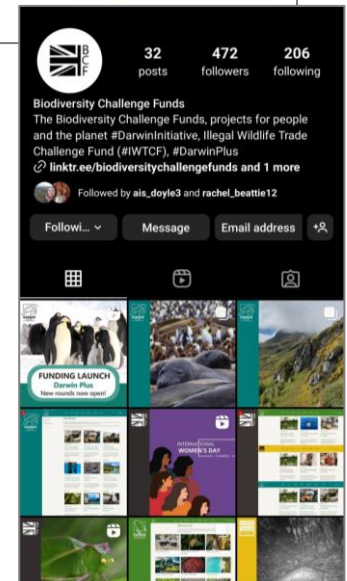 BCF
32 472 206
posts followers following
Biodiversity Challenge Funds
The Biodiversity Challenge Funds, projects for people
and the planet #DarwinInitiative, Illegal Wildlife Trade
Challenge Fund (#IWTCF), #DarwinPlus
linktr.ee/biodiversitychallengefunds and 1 more
Followed by ais_doyle3 and rachel_beattie12
Followi... Message Email address
FUNDING LAUNCH
Darwin Plus
New rounds now open!
INTERNATIONAL
WOMEN'S DAY